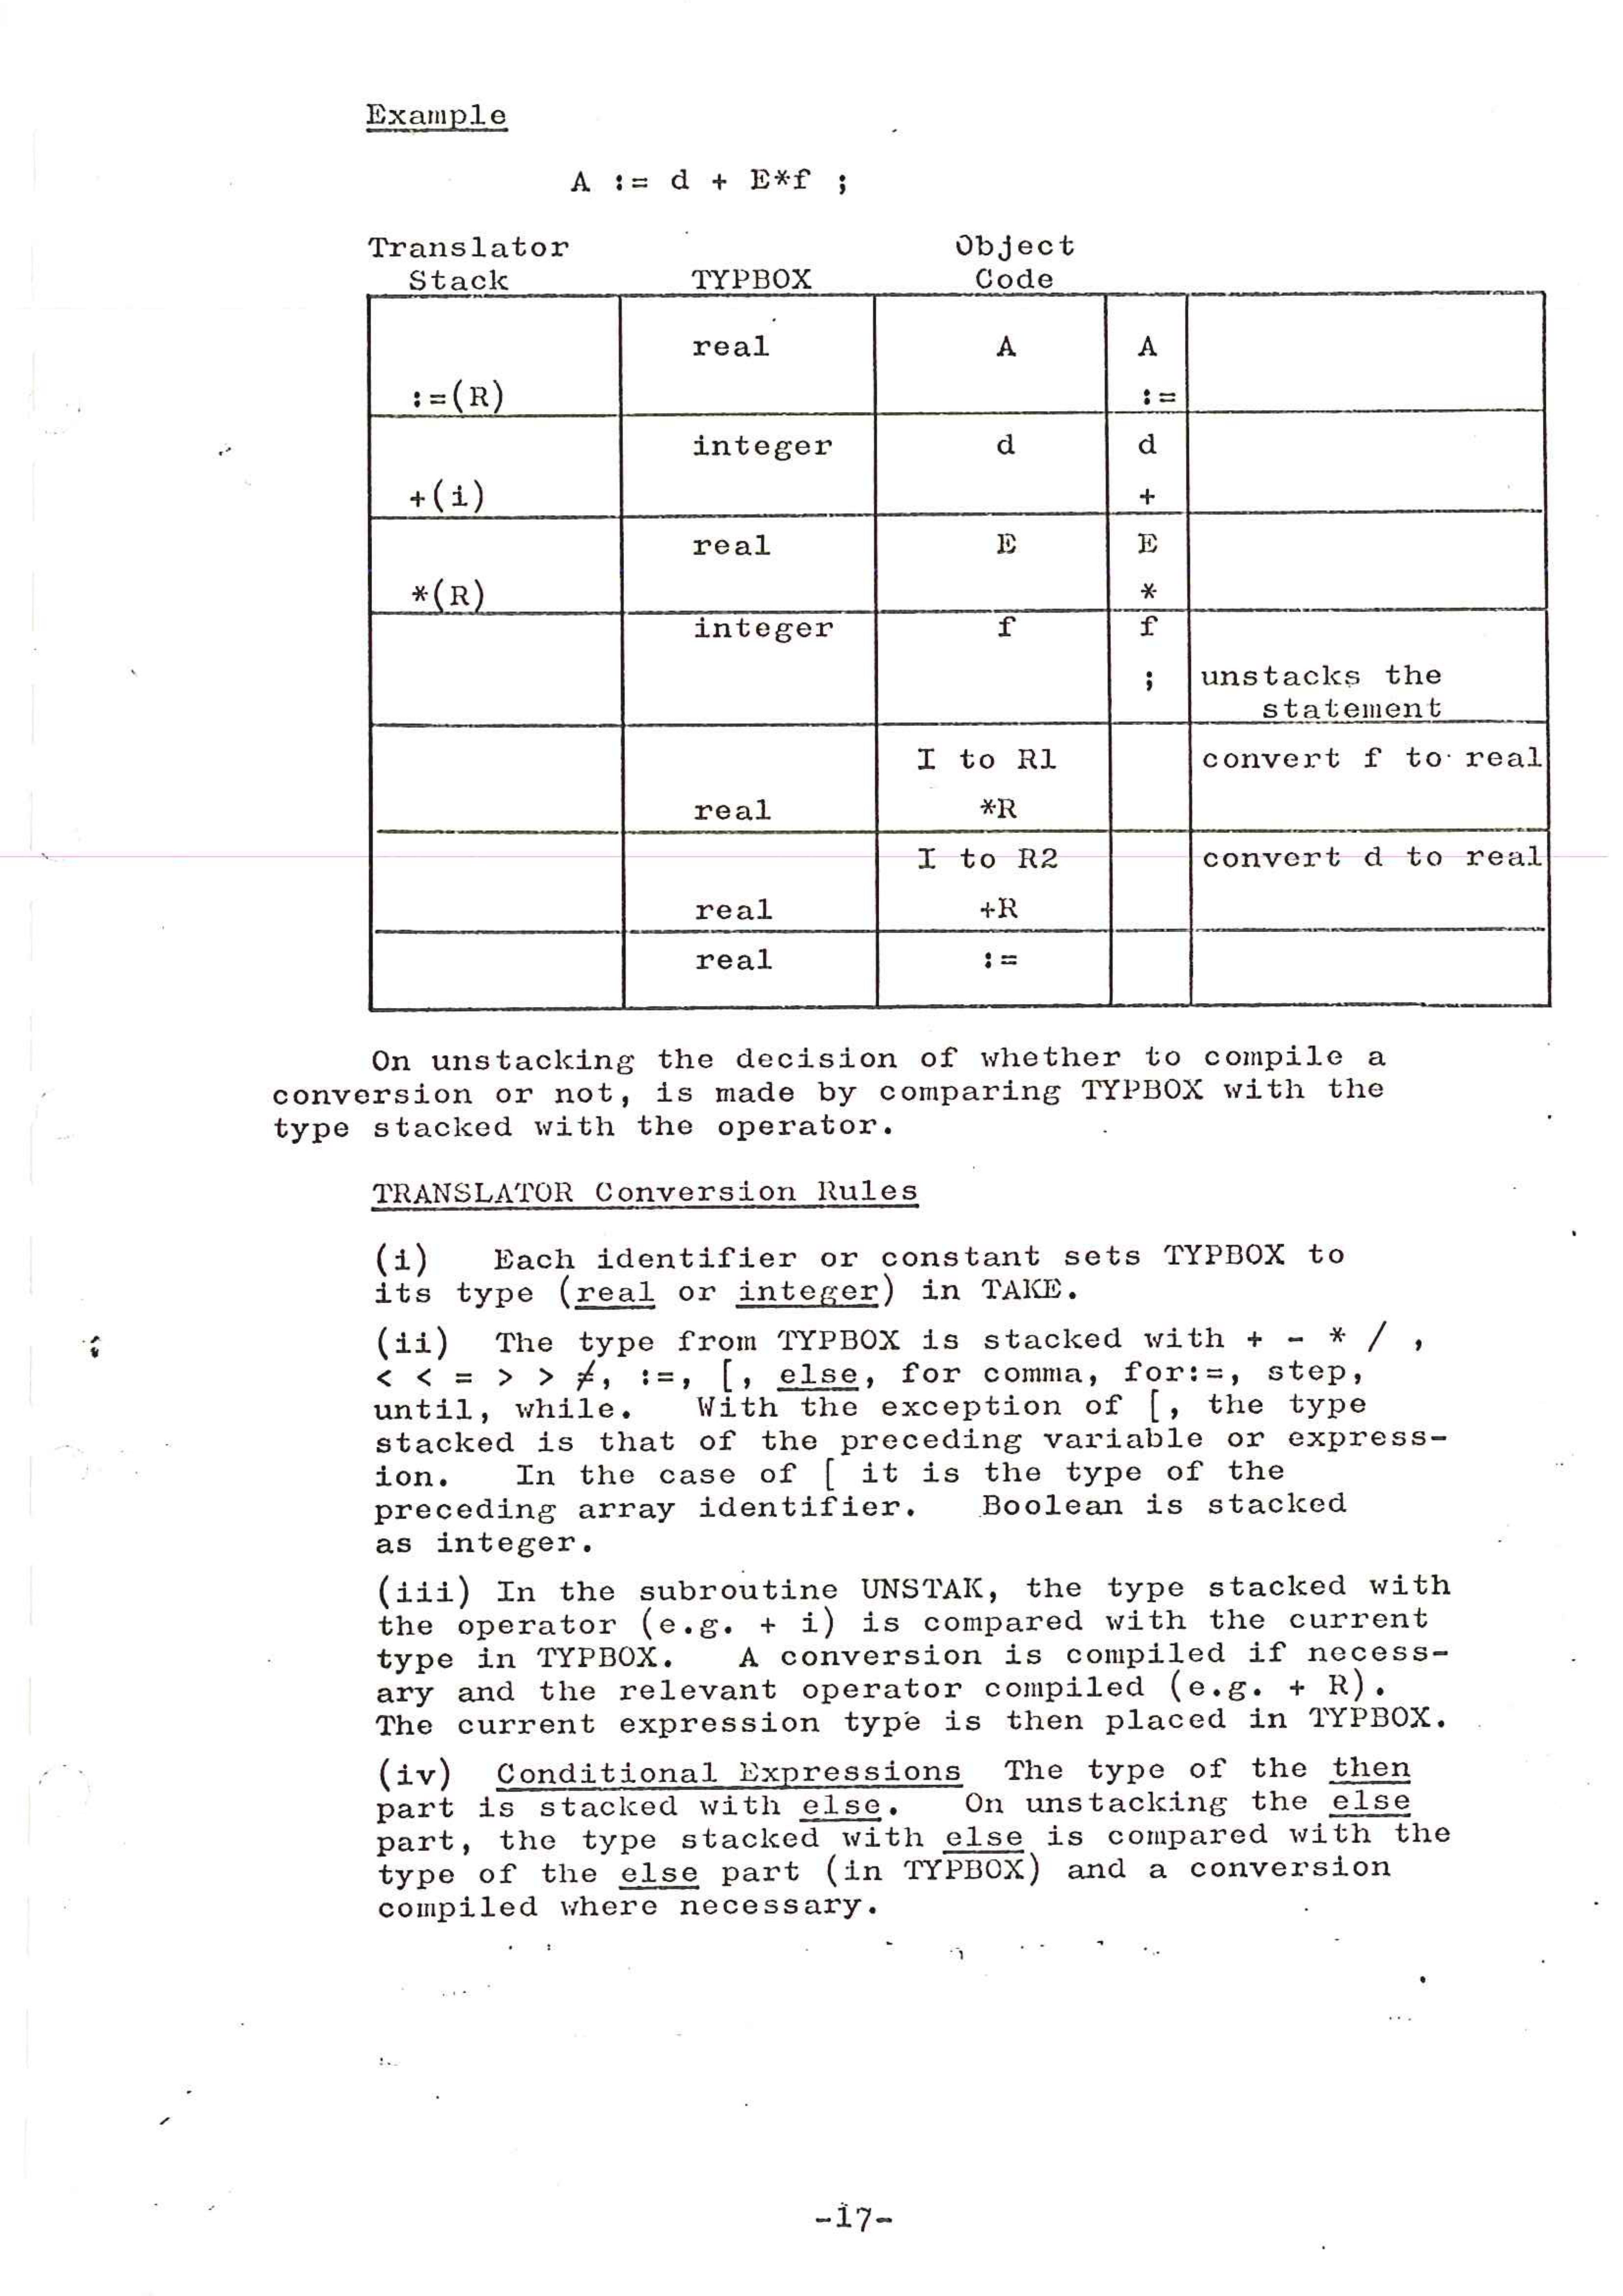 Example
A := d + E*f ;
Translator Object
Stack TYPBOX Code
real A A
:=(R) :=
integer d d
+(i) +
real E E
*(R) *
integer f f
; unstacks the
statement
I to R1 convert f to real
real *R
I to R2 convert d to real
real +R
real :=
On unstacking the decision of whether to compile a
conversion or not, is made by comparing TYPBOX with the
type stacked with the operator.
TRANSLATOR Conversion Rules
(i) Each identifier or constant sets TYPBOX to
its type (real or integer) in TAKE.
(ii) The type from TYPBOX is stacked with + - * / ,
< < = > > ≠, :=, [, else, for comma, for:=, step,
until, while. With the exception of [, the type
stacked is that of the preceding variable or express-
ion. In the case of [ it is the type of the
preceding array identifier. Boolean is stacked
as integer.
(iii) In the subroutine UNSTAK, the type stacked with
the operator (e.g. + i) is compared with the current
type in TYPBOX. A conversion is compiled if necess-
ary and the relevant operator compiled (e.g. + R).
The current expression type is then placed in TYPBOX.
(iv) Conditional Expressions The type of the then
part is stacked with else. On unstacking the else
part, the type stacked with else is compared with the
type of the else part (in TYPBOX) and a conversion
compiled where necessary.
-17-